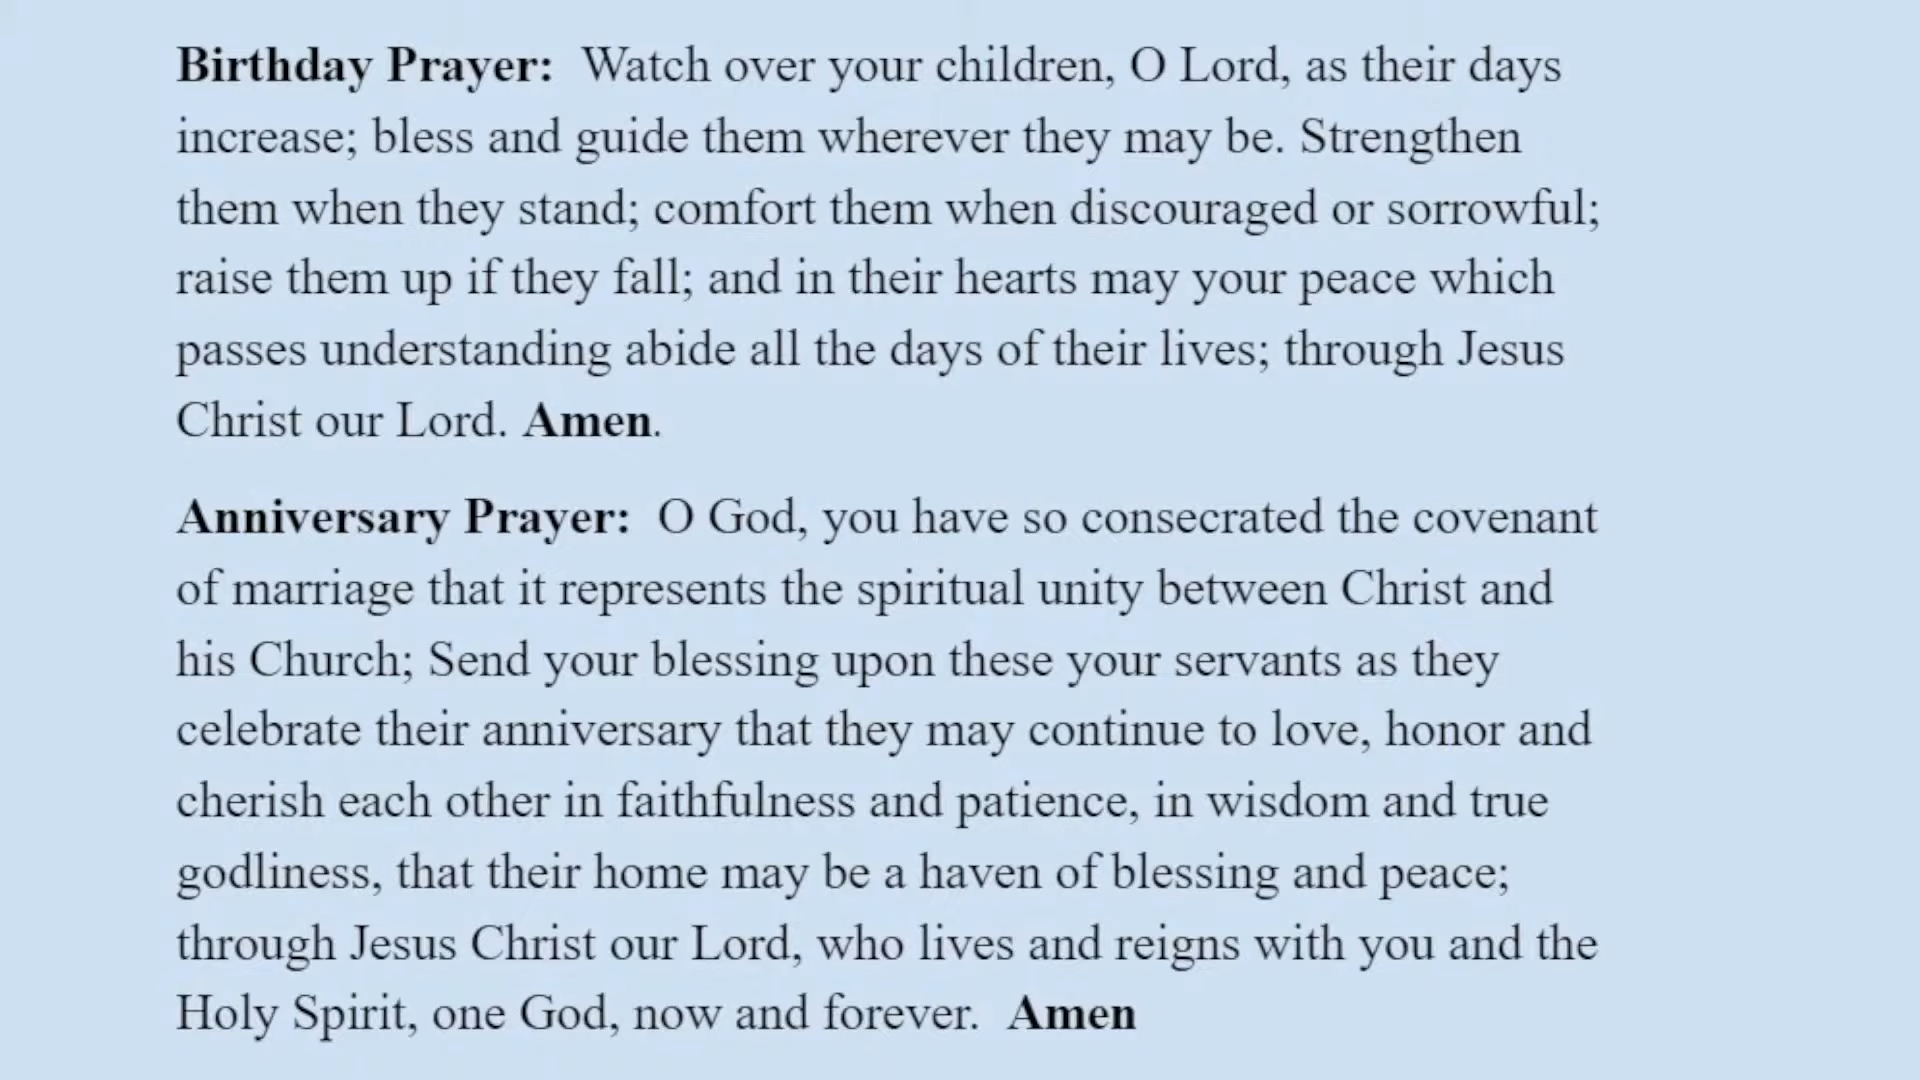 Birthday Prayer:  Watch over your children, O Lord, as their days
increase; bless and guide them wherever they may be. Strengthen
them when they stand; comfort them when discouraged or sorrowful;
raise them up if they fall; and in their hearts may your peace which
passes understanding abide all the days of their lives; through Jesus
Christ our Lord. Amen.
Anniversary Prayer:  O God, you have so consecrated the covenant
of marriage that it represents the spiritual unity between Christ and
his Church; Send your blessing upon these your servants as they
celebrate their anniversary that they may continue to love, honor and
cherish each other in faithfulness and patience, in wisdom and true
godliness, that their home may be a haven of blessing and peace;
through Jesus Christ our Lord, who lives and reigns with you and the
Holy Spirit, one God, now and forever.  Amen